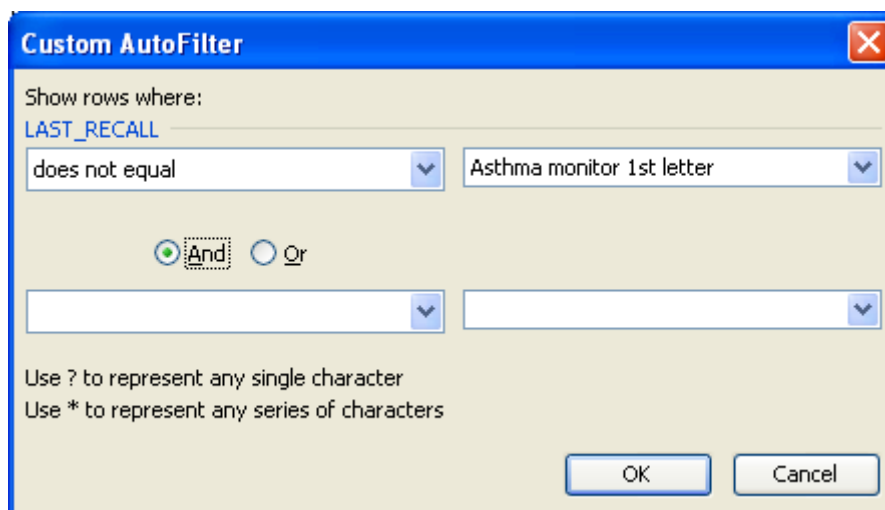 Custom AutoFilter
Show rows where:
LAST_RECALL
does not equal Asthma monitor 1st letter
And Or
Use ? to represent any single character
Use * to represent any series of characters
OK Cancel